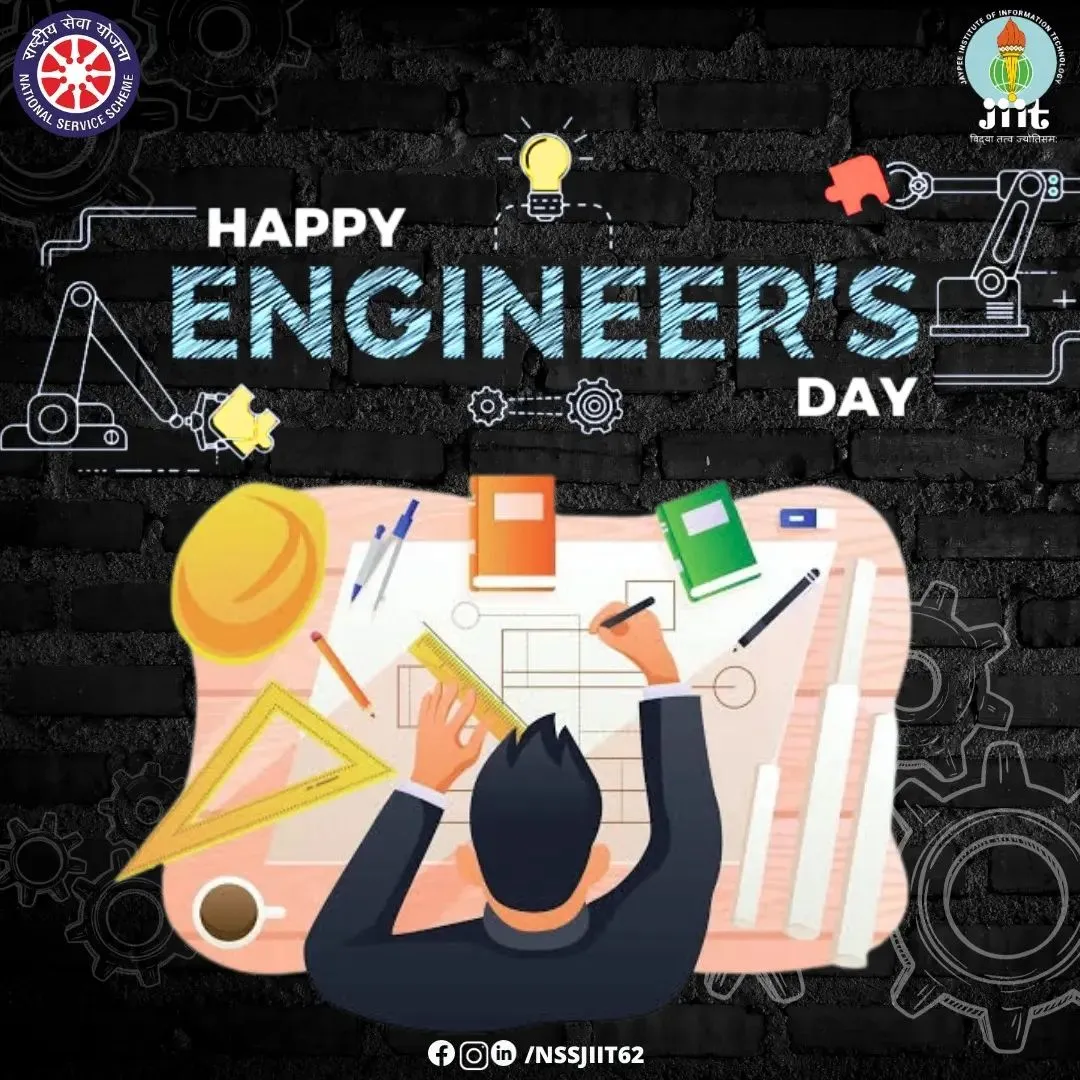 राष्ट्रीय सेवा योजना
NATIONAL SERVICE SCHEME
JAYPEE INSTITUTE OF INFORMATION TECHNOLOGY
jiit
विद्या तत्व ज्योतिसम:
HAPPY
ENGINEER'S
DAY
/NSSJIIT62